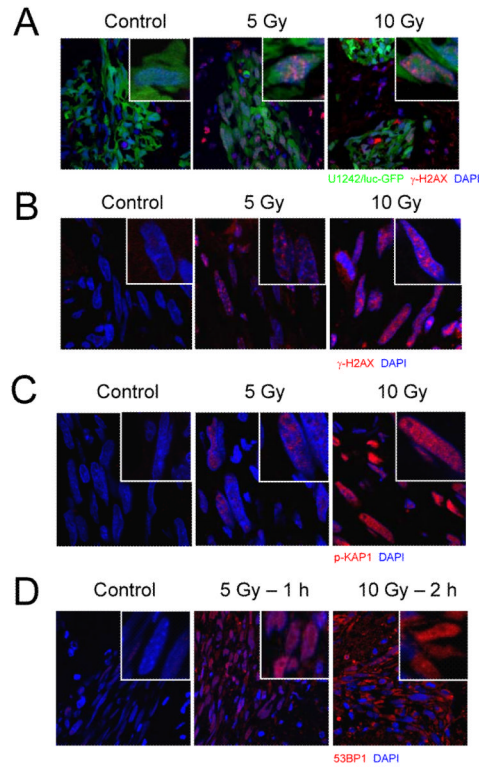 A
Control 5 Gy 10 Gy
U1242/luc-GFP γ-H2AX DAPI
B
Control 5 Gy 10 Gy
γ-H2AX DAPI
C
Control 5 Gy 10 Gy
p-KAP1 DAPI
D
Control 5 Gy – 1 h 10 Gy – 2 h
53BP1 DAPI